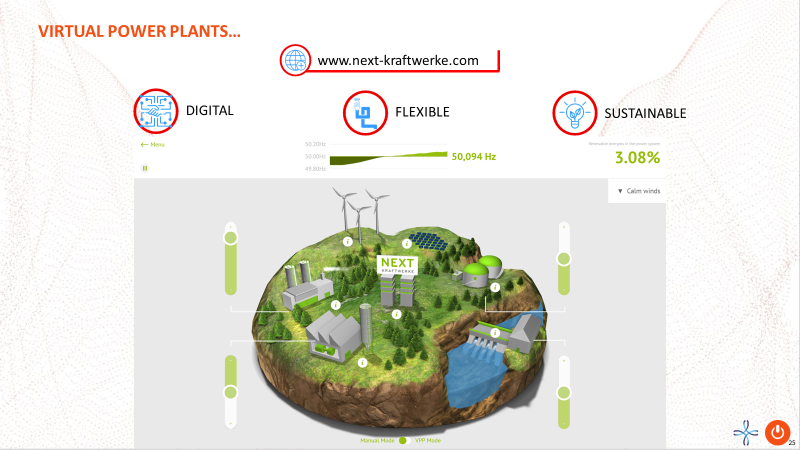 VIRTUAL POWER PLANTS...
www.next-kraftwerke.com
DIGITAL
FLEXIBLE
SUSTAINABLE
← Menu
50.20Hz
50.00Hz
49.80Hz
50,094 Hz
Renewable energies in the power system
3.08%
▼ Calm winds
NEXT
KRAFTWERKE
Manual Mode
VPP Mode
25